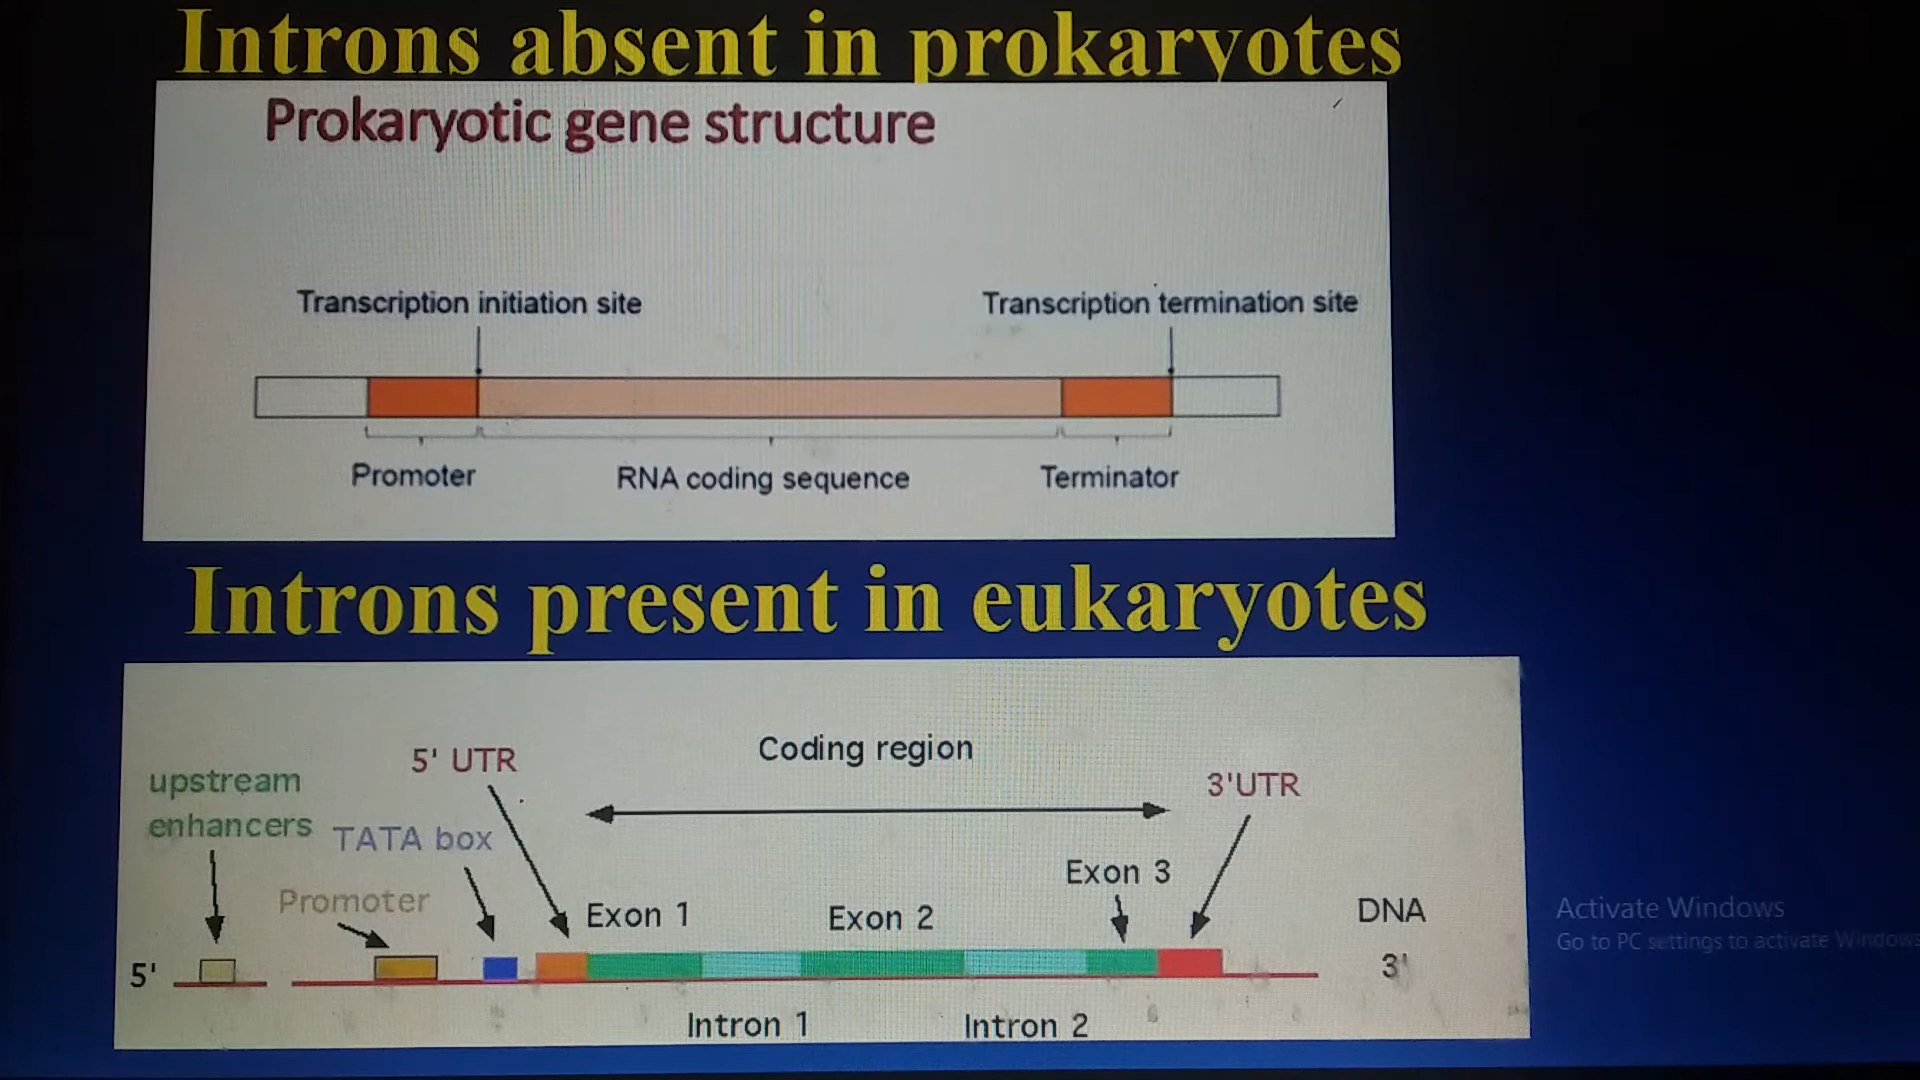 Introns absent in prokaryotes
Prokaryotic gene structure
Transcription initiation site
Transcription termination site
Promoter
RNA coding sequence
Terminator
Introns present in eukaryotes
5' UTR
Coding region
3'UTR
upstream
enhancers
TATA box
Promoter
Exon 1
Exon 2
Exon 3
DNA
5'
3'
Intron 1
Intron 2
Activate Windows
Go to PC settings to activate Windows